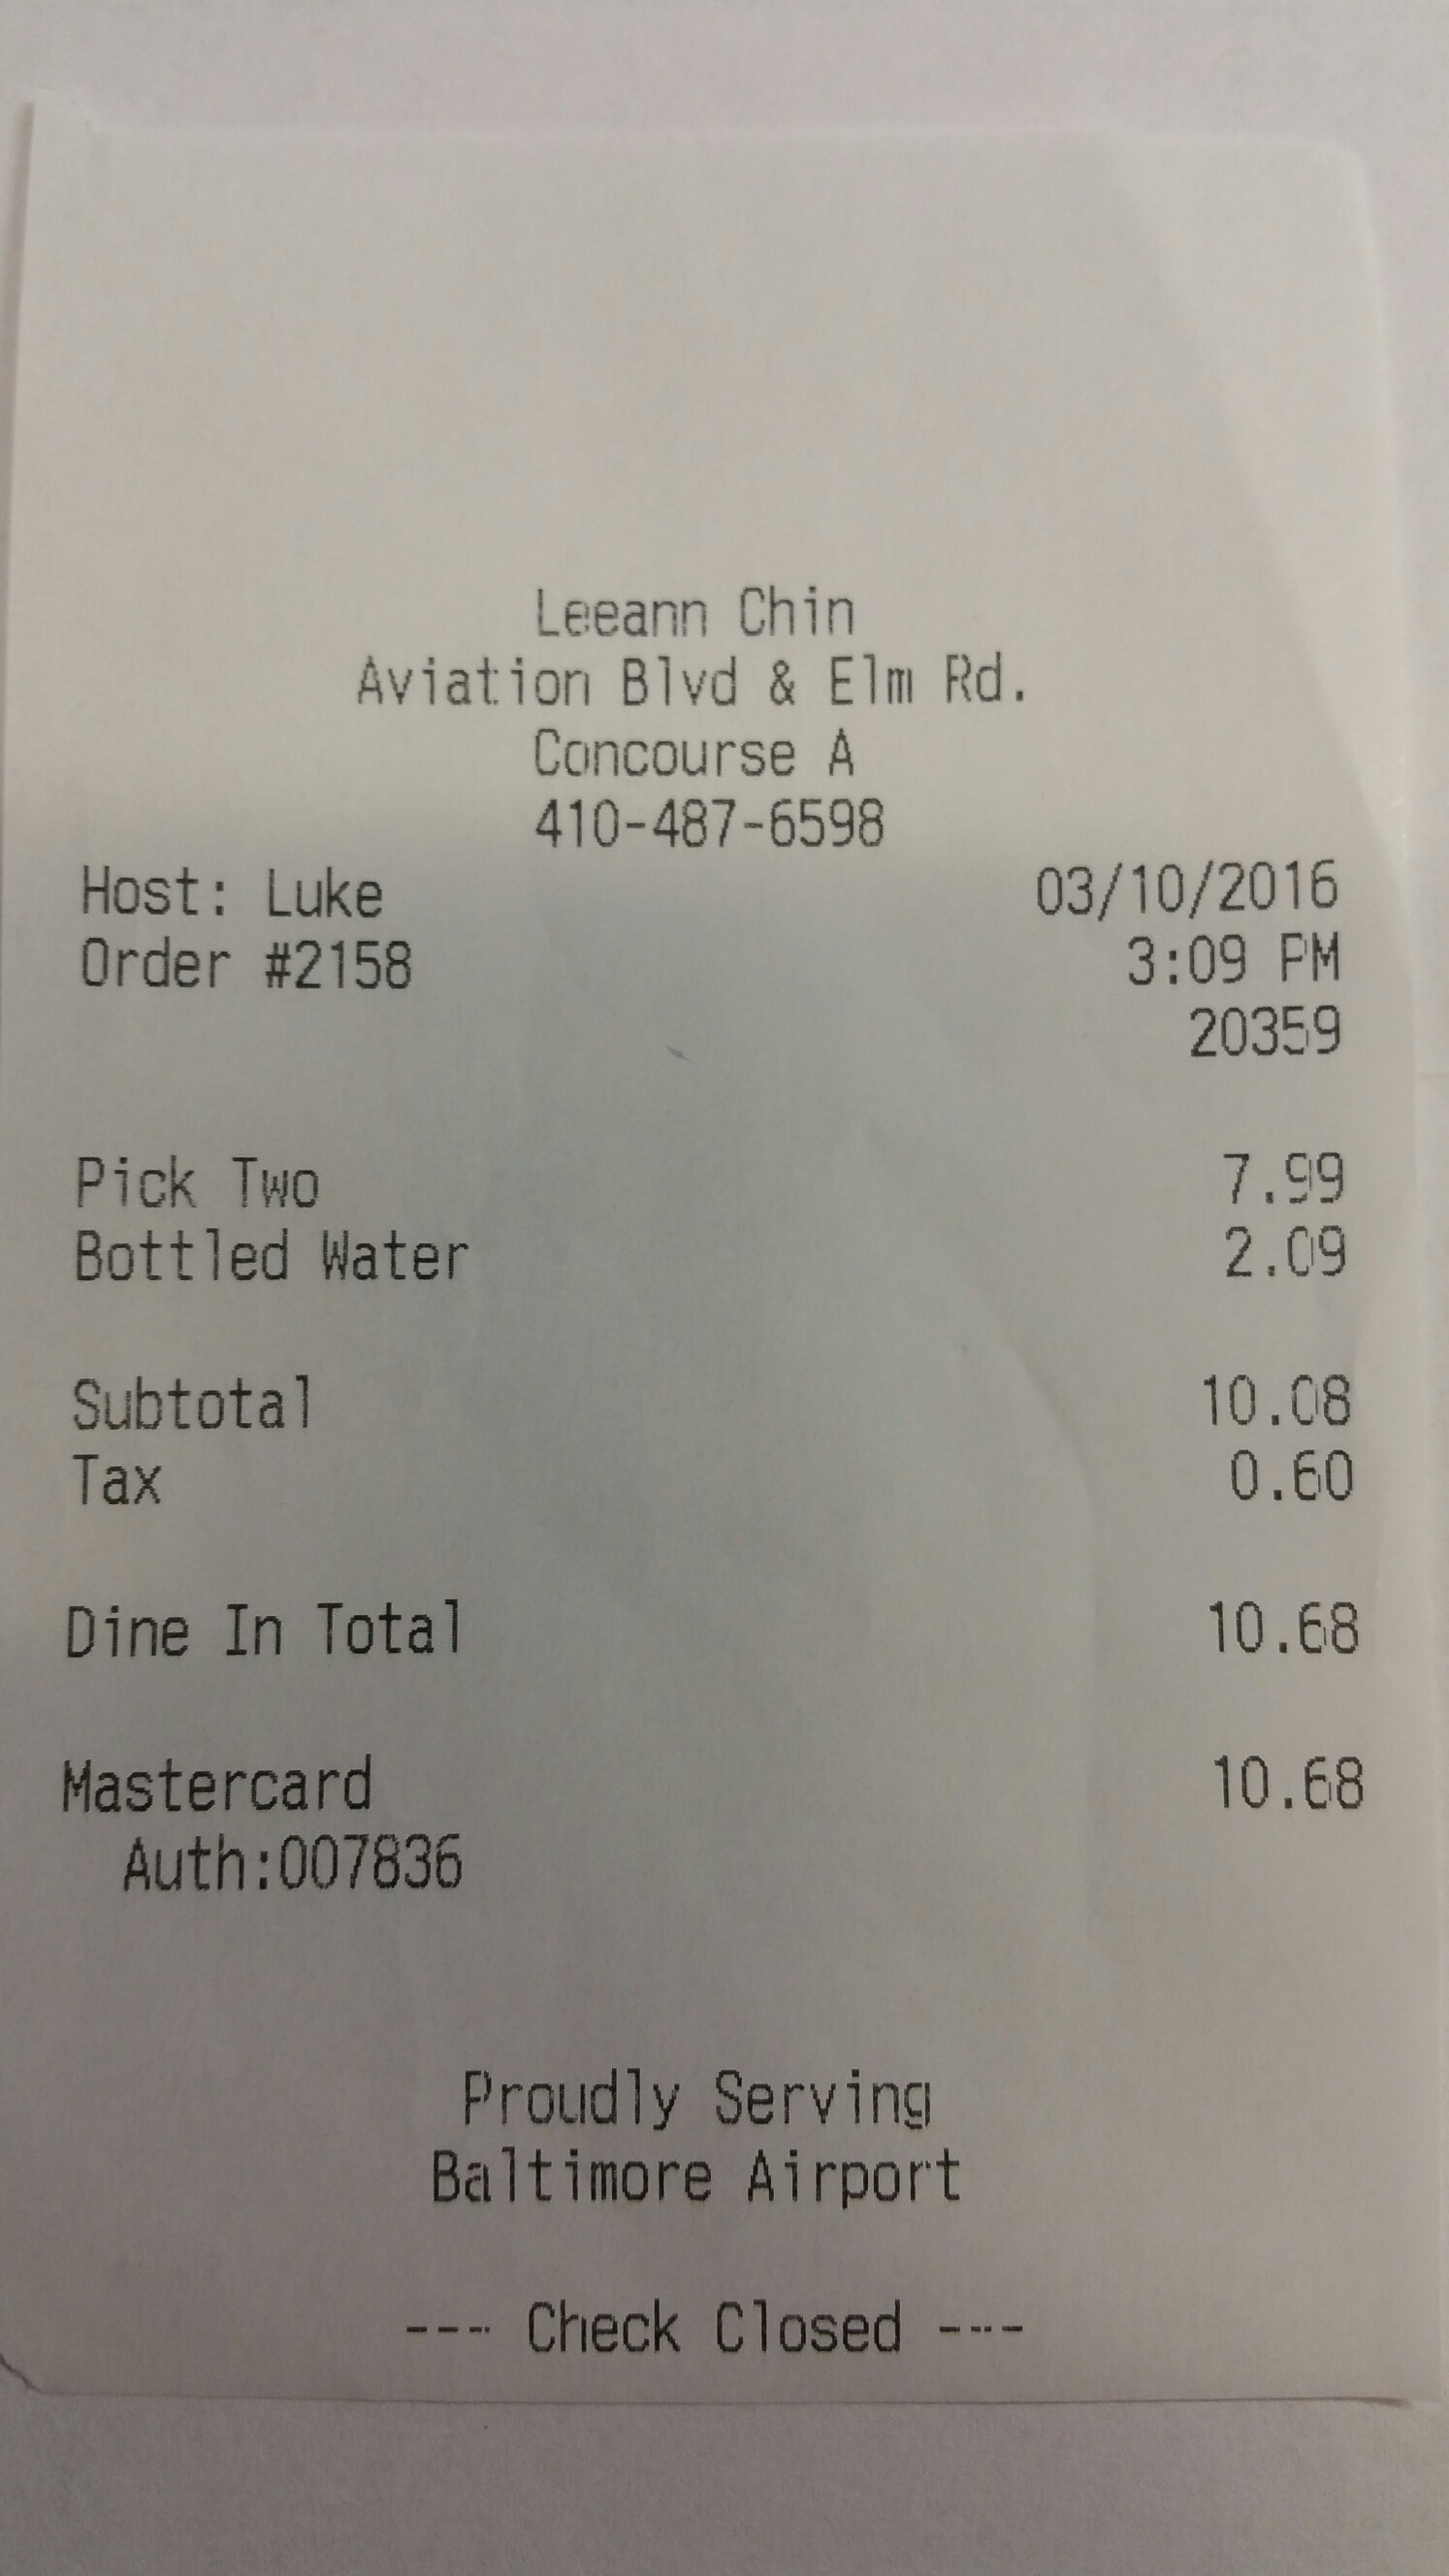 Leeann Chin
Aviation Blvd & Elm Rd.
Concourse A
410-487-6598
Host: Luke 03/10/2016
Order #2158 3:09 PM
20359
Pick Two 7.99
Bottled Water 2.09
Subtotal 10.08
Tax 0.60
Dine In Total 10.68
Mastercard 10.68
Auth:007836
Proudly Serving
Baltimore Airport
--- Check Closed ---